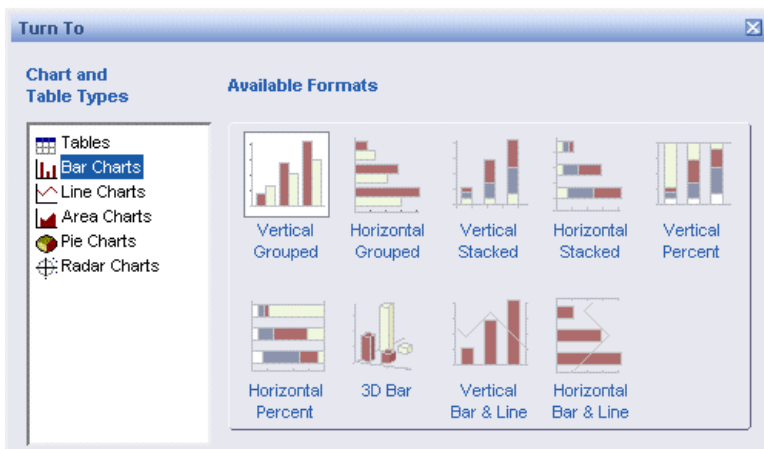 Turn To
Chart and
Table Types
Available Formats
Tables
Bar Charts
Line Charts
Area Charts
Pie Charts
Radar Charts
Vertical
Grouped
Horizontal
Grouped
Vertical
Stacked
Horizontal
Stacked
Vertical
Percent
Horizontal
Percent
3D Bar
Vertical
Bar & Line
Horizontal
Bar & Line